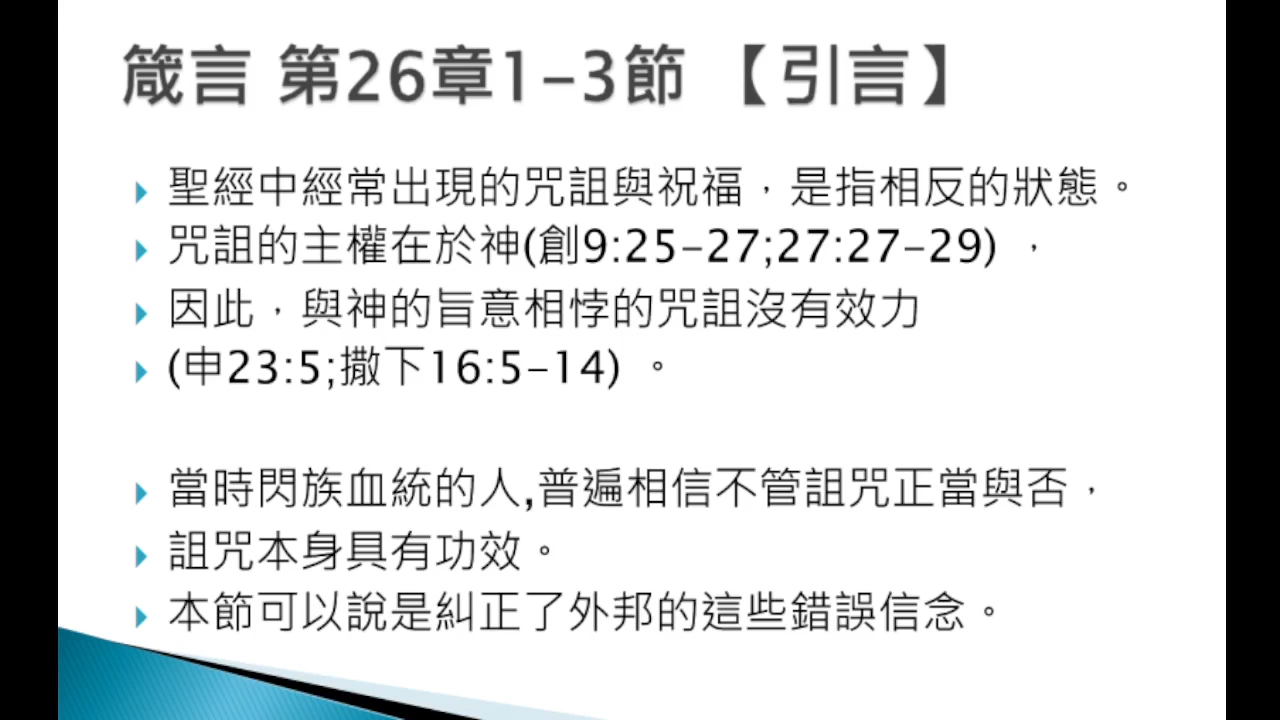 箴言 第26章1-3節 【引言】
聖經中經常出現的咒詛與祝福，是指相反的狀態。
咒詛的主權在於神(創9:25-27;27:27-29) ，
因此，與神的旨意相悖的咒詛沒有效力
(申23:5;撒下16:5-14) 。
當時閃族血統的人,普遍相信不管詛咒正當與否，
詛咒本身具有功效。
本節可以說是糾正了外邦的這些錯誤信念。